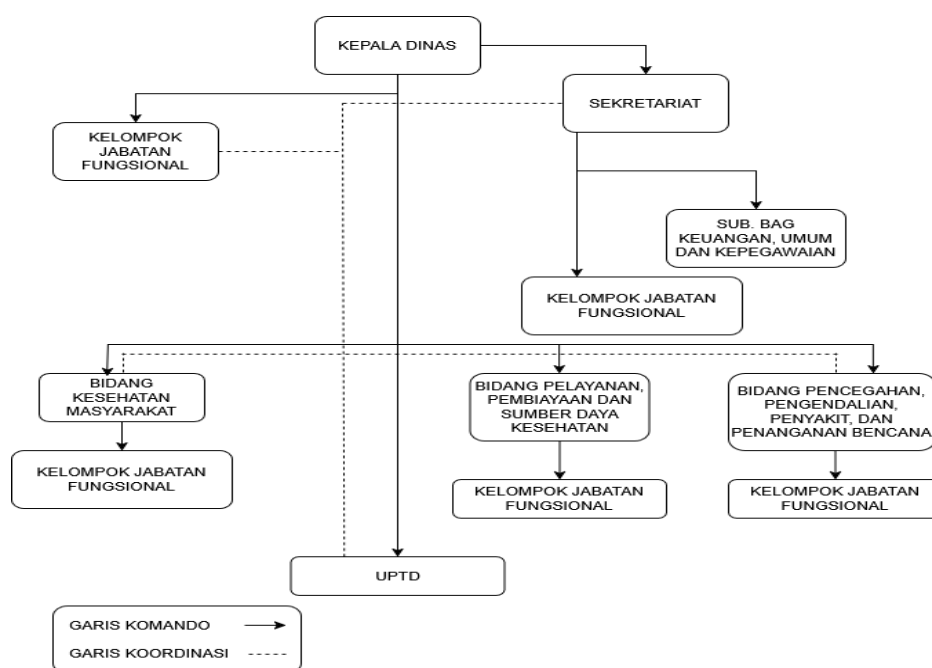 KEPALA DINAS
SEKRETARIAT
KELOMPOK
JABATAN
FUNGSIONAL
SUB. BAG
KEUANGAN, UMUM
DAN KEPEGAWAIAN
KELOMPOK JABATAN
FUNGSIONAL
BIDANG
KESEHATAN
MASYARAKAT
BIDANG PELAYANAN,
PEMBIAYAAN DAN
SUMBER DAYA
KESEHATAN
BIDANG PENCEGAHAN,
PENGENDALIAN,
PENYAKIT, DAN
PENANGANAN BENCANA
KELOMPOK JABATAN
FUNGSIONAL
KELOMPOK JABATAN
FUNGSIONAL
KELOMPOK JABATAN
FUNGSIONAL
UPTD
GARIS KOMANDO
GARIS KOORDINASI